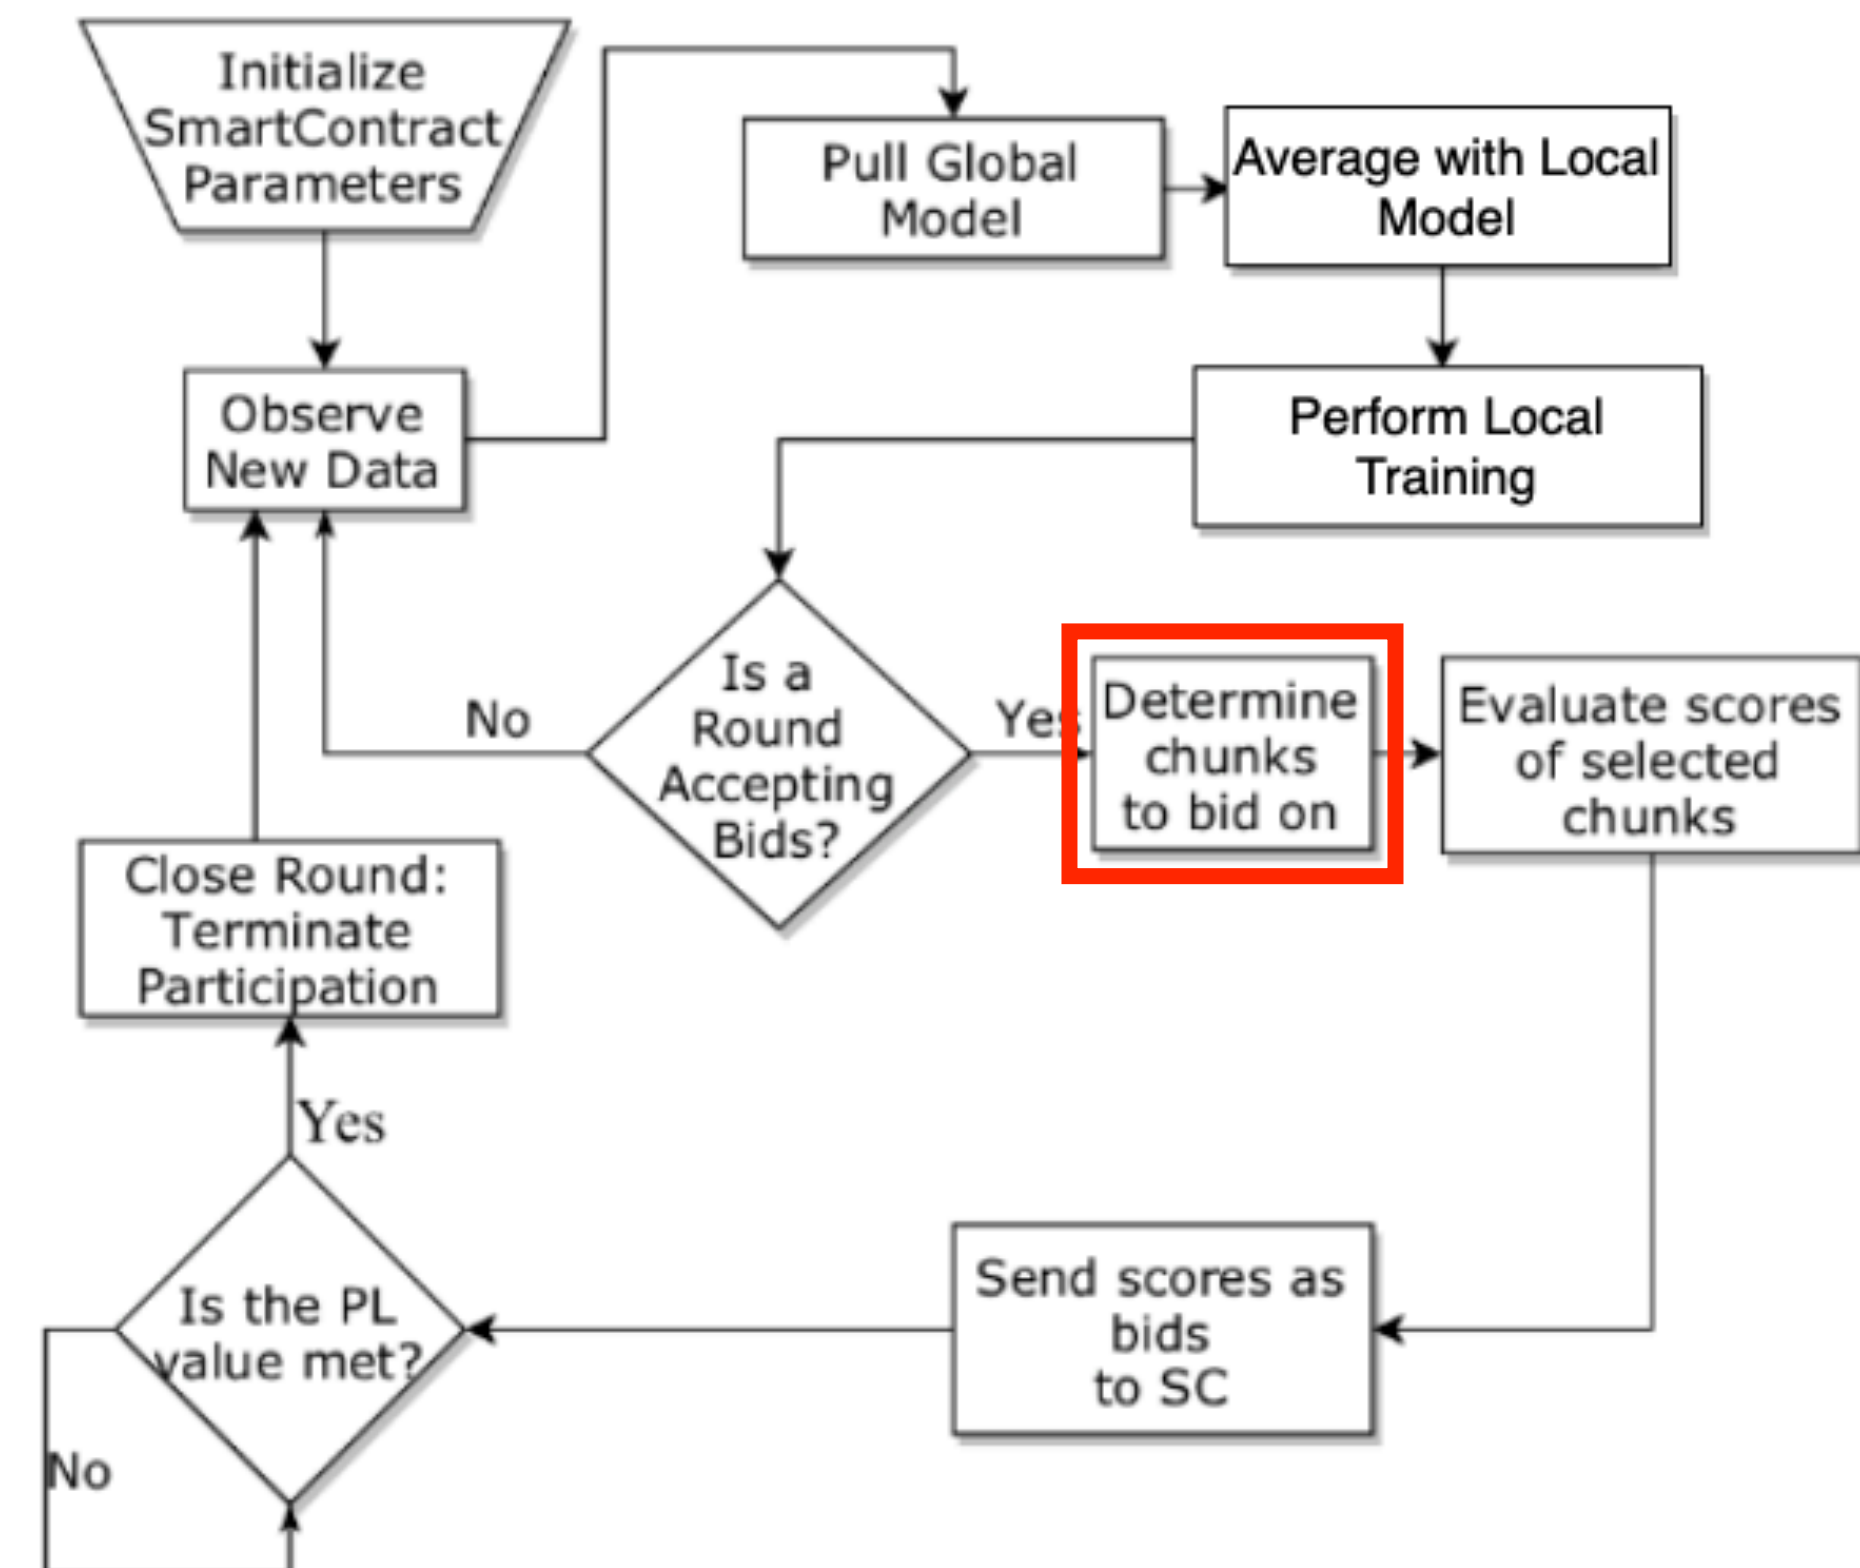 Initialize
SmartContract
Parameters
Pull Global
Model
Average with Local
Model
Observe
New Data
Perform Local
Training
No
Is a
Round
Accepting
Bids?
Yes
Determine
chunks
to bid on
Evaluate scores
of selected
chunks
Close Round:
Terminate
Participation
Yes
Is the PL
value met?
No
Send scores as
bids
to SC